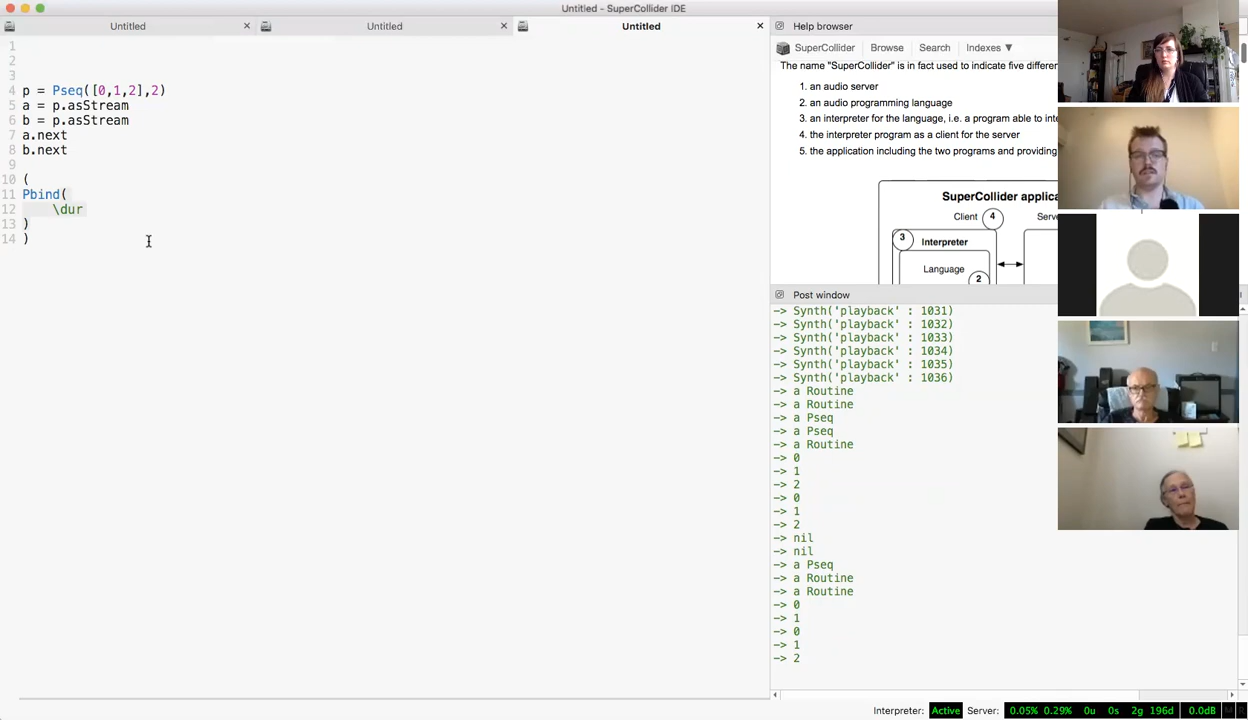 Untitled - SuperCollider IDE
Untitled
Untitled
Untitled
1
2
3
4 p = Pseq([0,1,2],2)
5 a = p.asStream
6 b = p.asStream
7 a.next
8 b.next
9
10 (
11 Pbind(
12 \dur
13 )
14 )
Help browser
SuperCollider Browse Search Indexes ▼
The name "SuperCollider" is in fact used to indicate five differen
1. an audio server
2. an audio programming language
3. an interpreter for the language, i.e. a program able to inte
4. the interpreter program as a client for the server
5. the application including the two programs and providing
SuperCollider applica
Client 4 Serv
3 Interpreter
Language
2
Post window
-> Synth('playback' : 1031)
-> Synth('playback' : 1032)
-> Synth('playback' : 1033)
-> Synth('playback' : 1034)
-> Synth('playback' : 1035)
-> Synth('playback' : 1036)
-> a Routine
-> a Routine
-> a Pseq
-> a Pseq
-> a Routine
-> 0
-> 1
-> 2
-> 0
-> 1
-> 2
-> nil
-> nil
-> a Pseq
-> a Routine
-> a Routine
-> 0
-> 1
-> 0
-> 1
-> 2
Interpreter: Active Server: 0.05% 0.29% 0u 0s 2g 196d 0.0dB M R